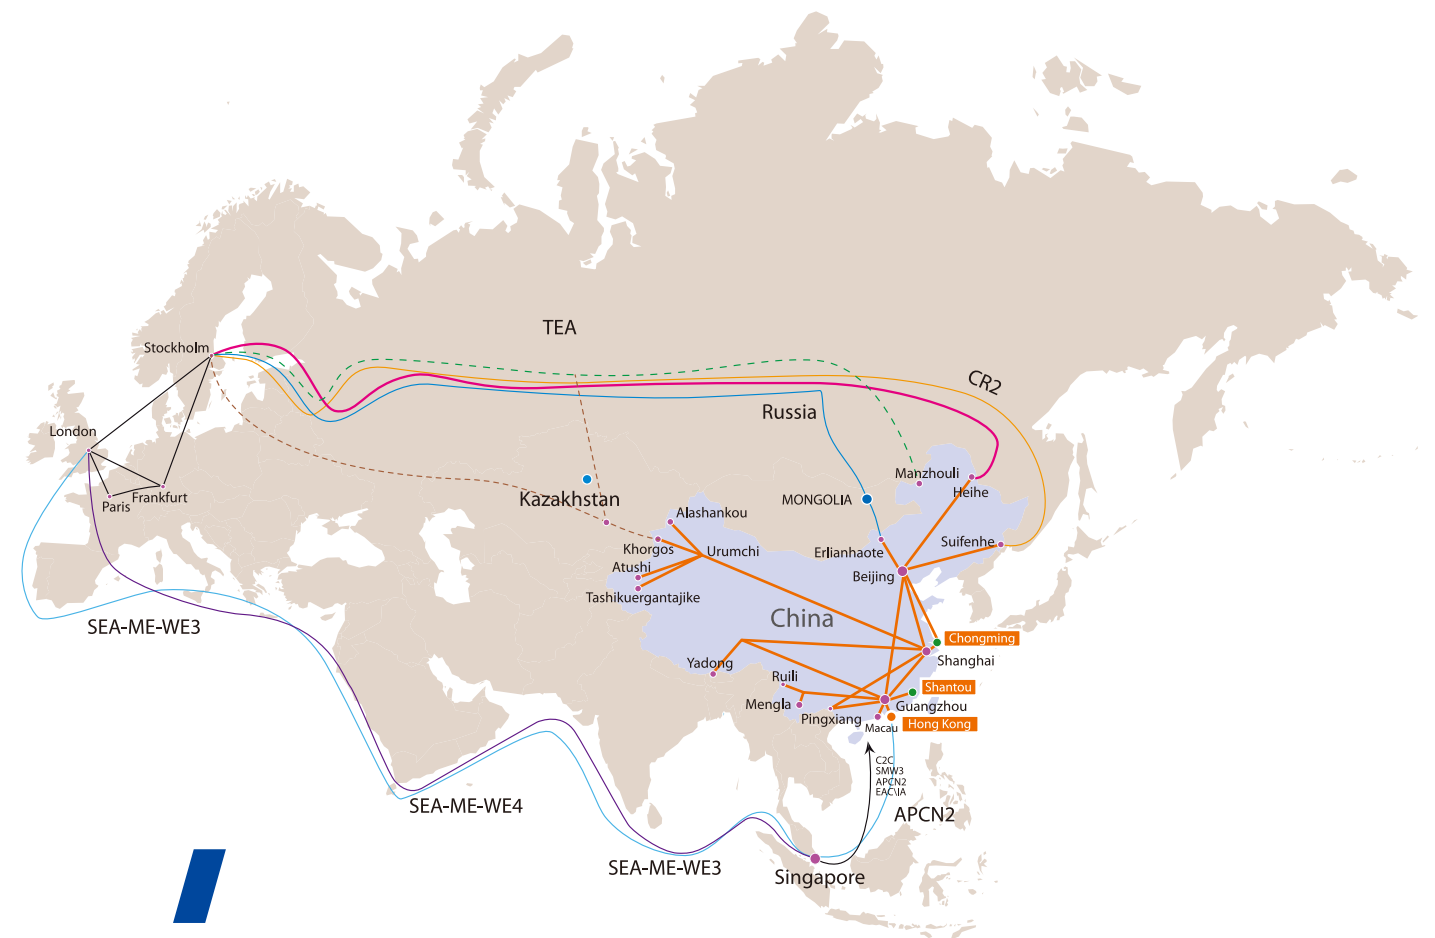 TEA
Stockholm
CR2
Russia
London
Manzhouli
Heihe
Frankfurt
Paris
Kazakhstan
MONGOLIA
Alashankou
Suifenhe
Khorgos
Urumchi
Erlianhaote
Atushi
Beijing
Tashikuergantajike
China
SEA-ME-WE3
Chongming
Shanghai
Yadong
Ruili
Shantou
Mengla
Guangzhou
Pingxiang
Macau
Hong Kong
C2C
SMW3
APCN2
EAC\IA
SEA-ME-WE4
APCN2
SEA-ME-WE3
Singapore